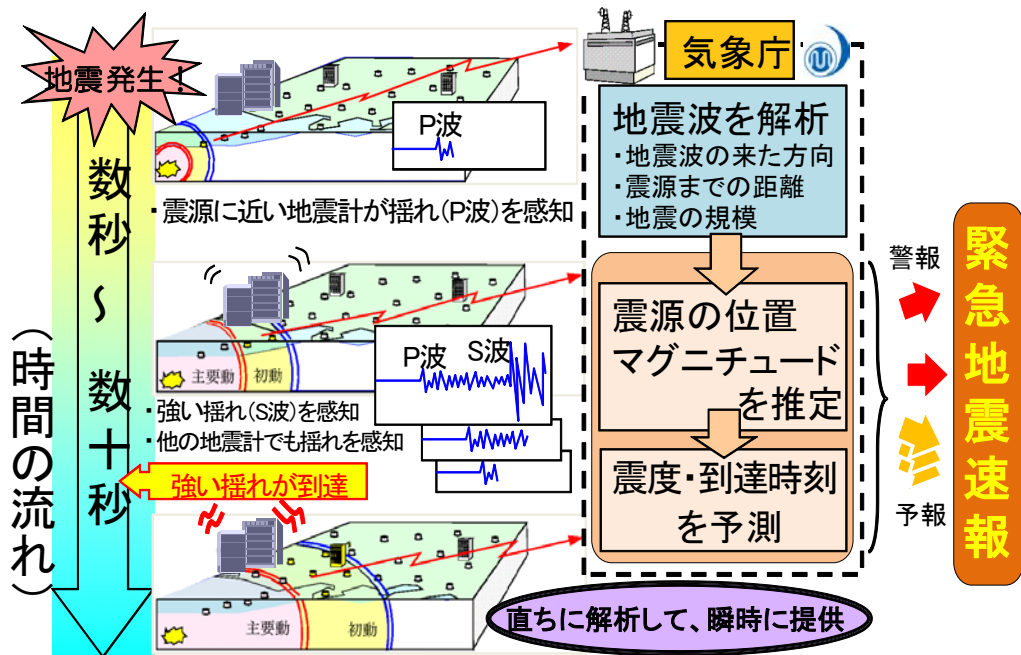 地震発生！
数秒～数十秒
（時間の流れ）
P波
・震源に近い地震計が揺れ（P波）を感知
主要動
初動
P波
S波
・強い揺れ（S波）を感知
・他の地震計でも揺れを感知
強い揺れが到達
主要動
初動
気象庁
地震波を解析
・地震波の来た方向
・震源までの距離
・地震の規模
震源の位置
マグニチュード
を推定
震度・到達時刻
を予測
直ちに解析して、瞬時に提供
警報
予報
緊急地震速報